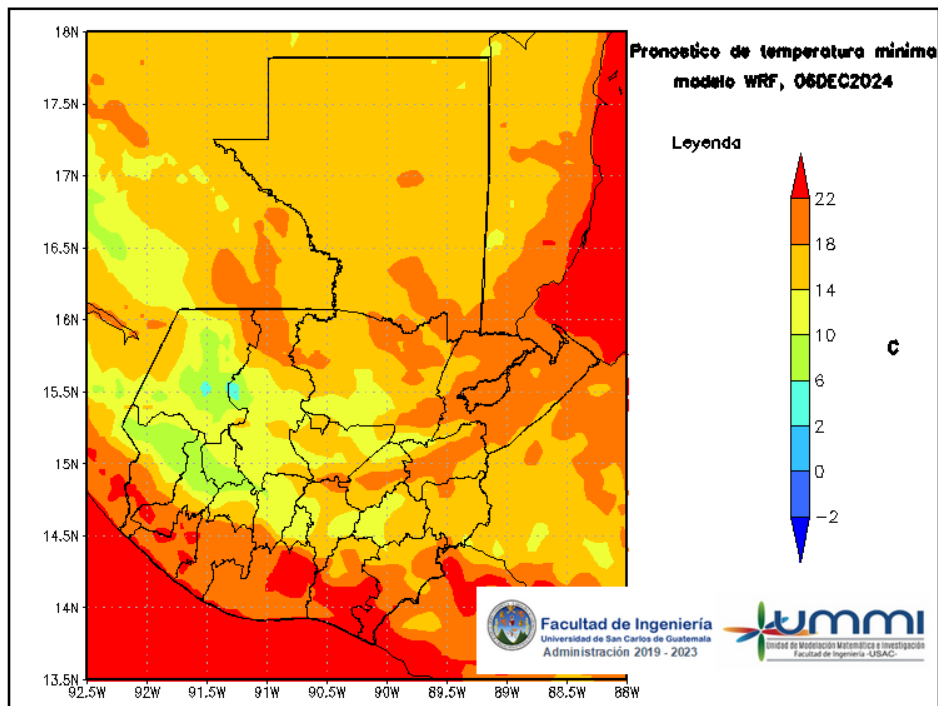 Pronostico de temperatura minima
modelo WRF, 06DEC2024
Leyenda
22
18
14
10
6
2
0
−2
C
18N
17.5N
17N
16.5N
16N
15.5N
15N
14.5N
14N
13.5N
92.5W 92W 91.5W 91W 90.5W 90W 89.5W 89W 88.5W 88W
Facultad de Ingeniería
Universidad de San Carlos de Guatemala
Administración 2019 - 2023
ummi
Unidad de Modelación Matemática e Investigación
Facultad de Ingeniería -USAC-